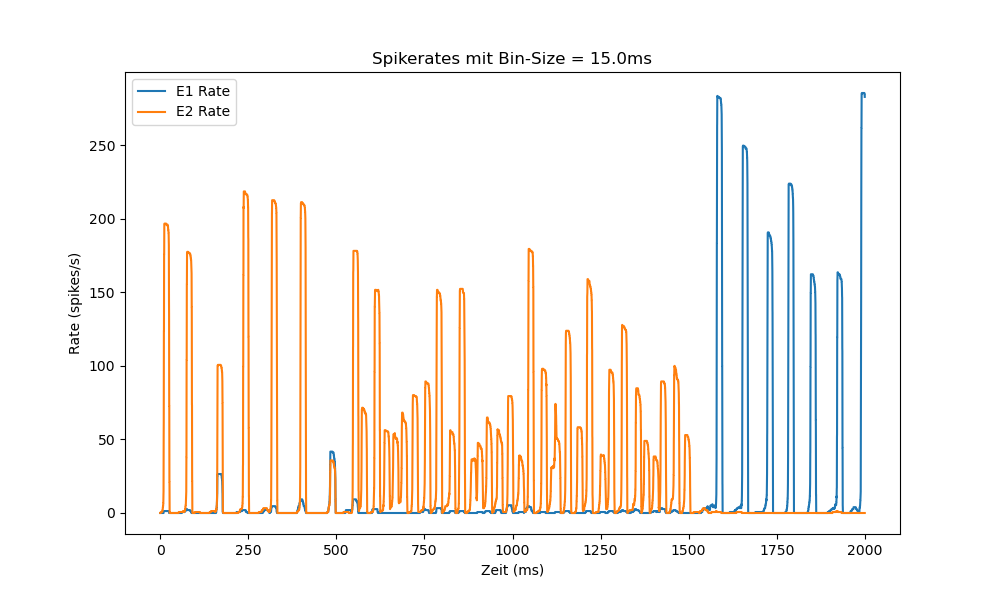 Spikerates mit Bin-Size = 15.0ms
E1 Rate
E2 Rate
Rate (spikes/s)
250
200
150
100
50
0
0 250 500 750 1000 1250 1500 1750 2000
Zeit (ms)